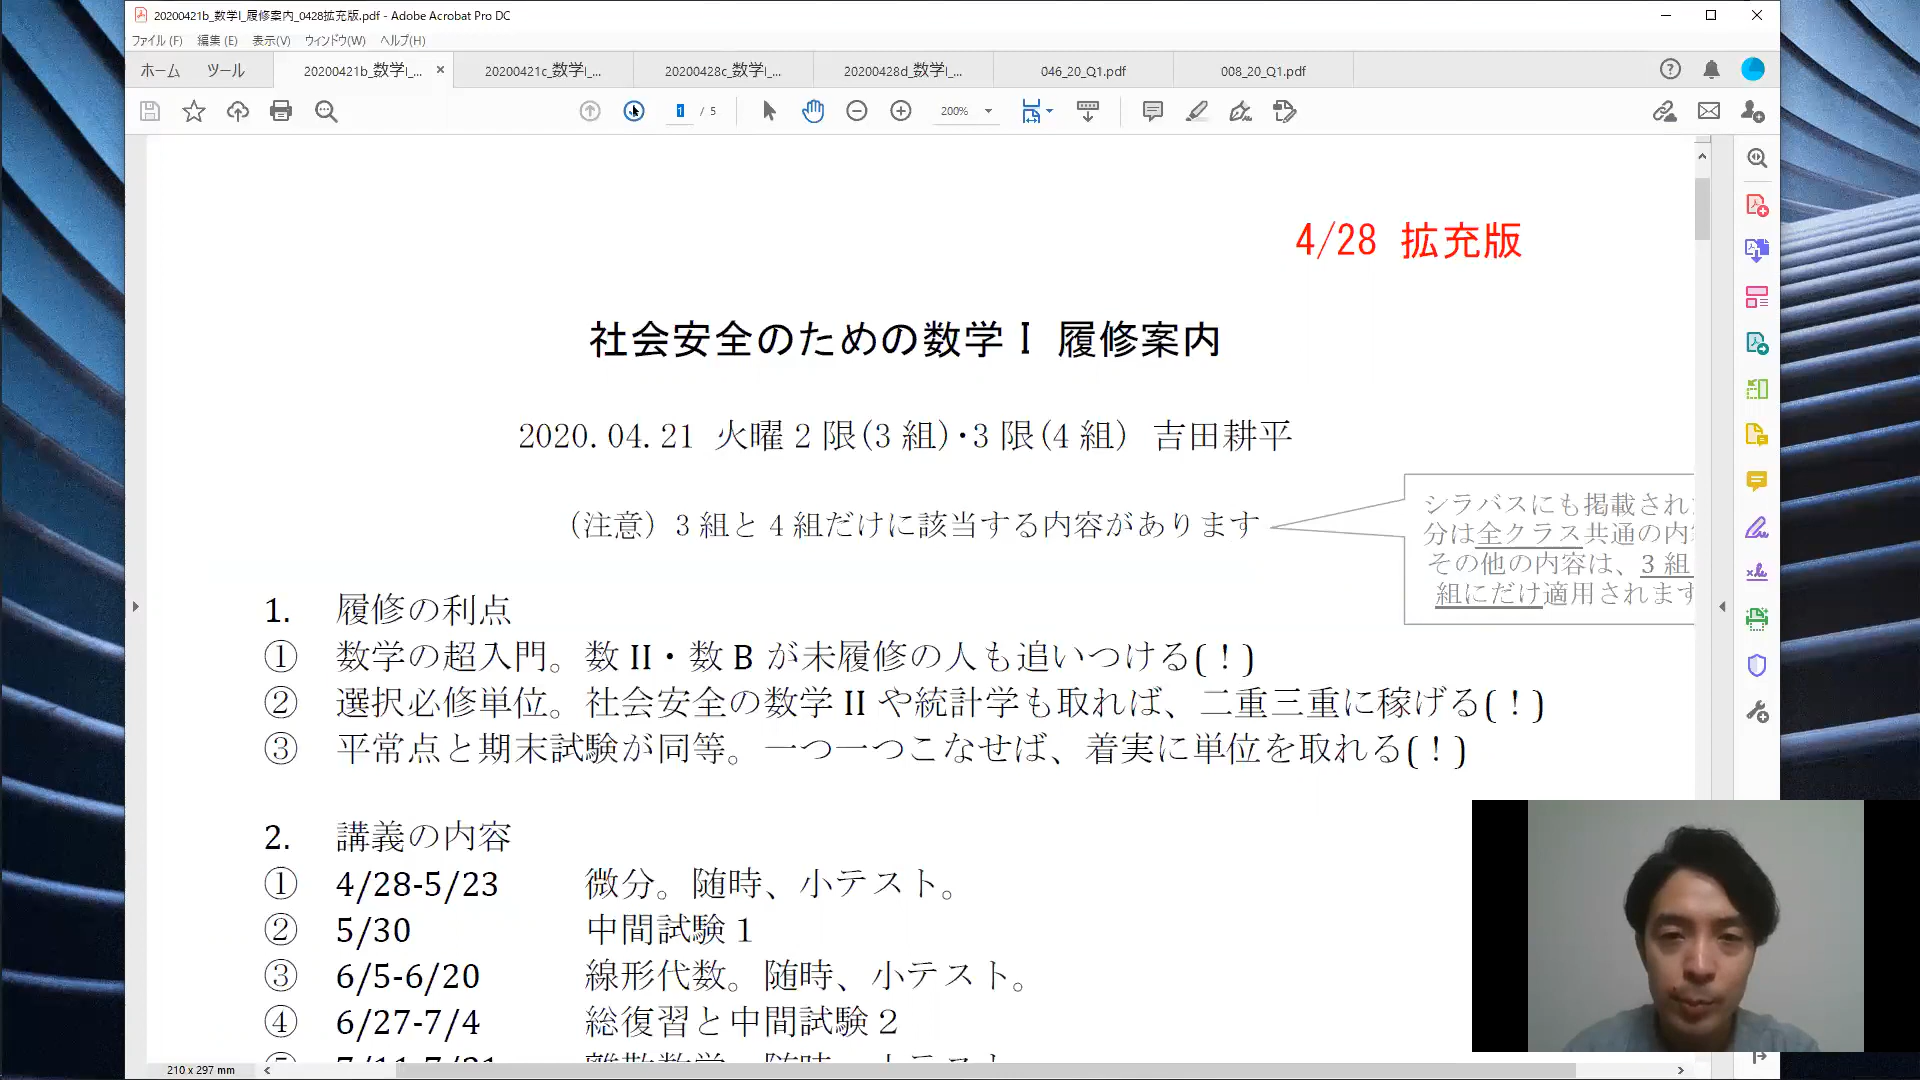 20200421b_数学I_履修案内_0428拡充版.pdf - Adobe Acrobat Pro DC
ファイル(F) 編集(E) 表示(V) ウィンドウ(W) ヘルプ(H)
ホーム ツール 20200421b_数学I_... 20200421c_数学I_... 20200428c_数学I_... 20200428d_数学I_... 046_20_Q1.pdf 008_20_Q1.pdf
1 / 5 200%
4/28 拡充版
社会安全のための数学Ⅰ 履修案内
2020.04.21 火曜2限(3組)・3限(4組) 吉田耕平
(注意) 3組と4組だけに該当する内容があります
シラバスにも掲載され
分は全クラス共通の内
その他の内容は、3組
組にだけ適用されます
1. 履修の利点
① 数学の超入門。数II・数Bが未履修の人も追いつける(！)
② 選択必修単位。社会安全の数学IIや統計学も取れば、二重三重に稼げる(！)
③ 平常点と期末試験が同等。一つ一つこなせば、着実に単位を取れる(！)
2. 講義の内容
① 4/28-5/23 微分。随時、小テスト。
② 5/30 中間試験1
③ 6/5-6/20 線形代数。随時、小テスト。
④ 6/27-7/4 総復習と中間試験2
210 x 297 mm